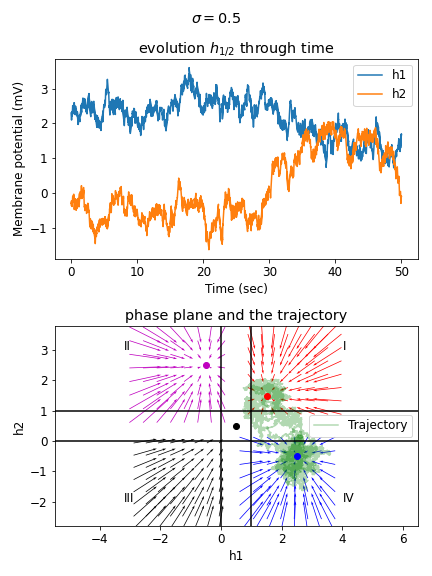 σ = 0.5
evolution h1/2 through time
Membrane potential (mV)
3
2
1
0
−1
h1
h2
0 10 20 30 40 50
Time (sec)
phase plane and the trajectory
h2
3
2
1
0
−1
−2
II
I
Trajectory
III
IV
−4 −2 0 2 4 6
h1